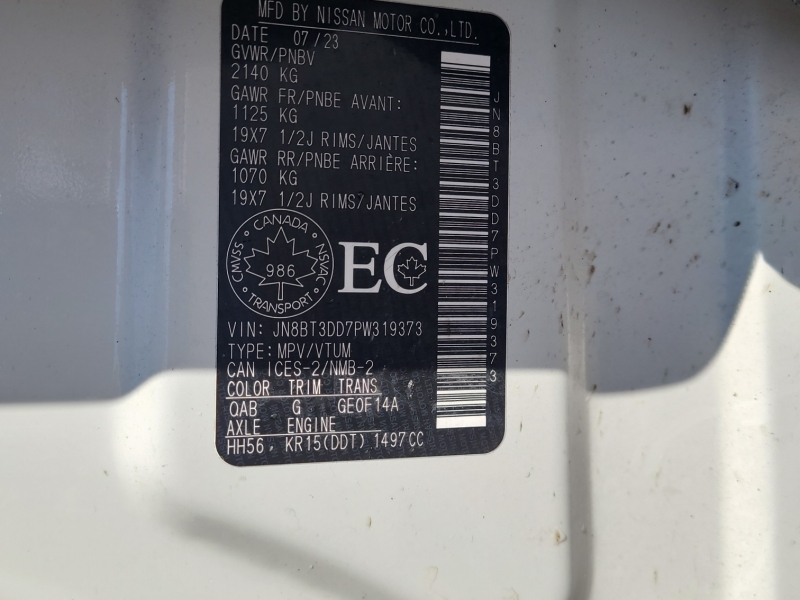 MFD BY NISSAN MOTOR CO.,LTD.
DATE 07/23
GVWR/PNBV
2140 KG
GAWR FR/PNBE AVANT:
1125 KG
19X7 1/2J RIMS/JANTES
GAWR RR/PNBE ARRIÈRE:
1070 KG
19X7 1/2J RIMS/JANTES
CANADA
CMVSS 986 NSVAC
TRANSPORT
EC
VIN: JN8BT3DD7PW319373
TYPE: MPV/VTUM
CAN ICES-2/NMB-2
COLOR TRIM TRANS
QAB G GE0F14A
AXLE ENGINE
HH56, KR15(DDT) 1497CC
JN8BT3DD7PW319373